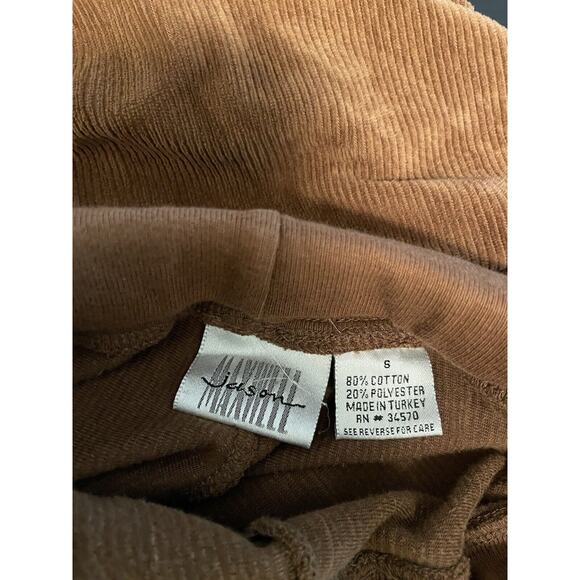 jason
MAXWELL
S
80% COTTON
20% POLYESTER
MADE IN TURKEY
RN # 34570
SEE REVERSE FOR CARE